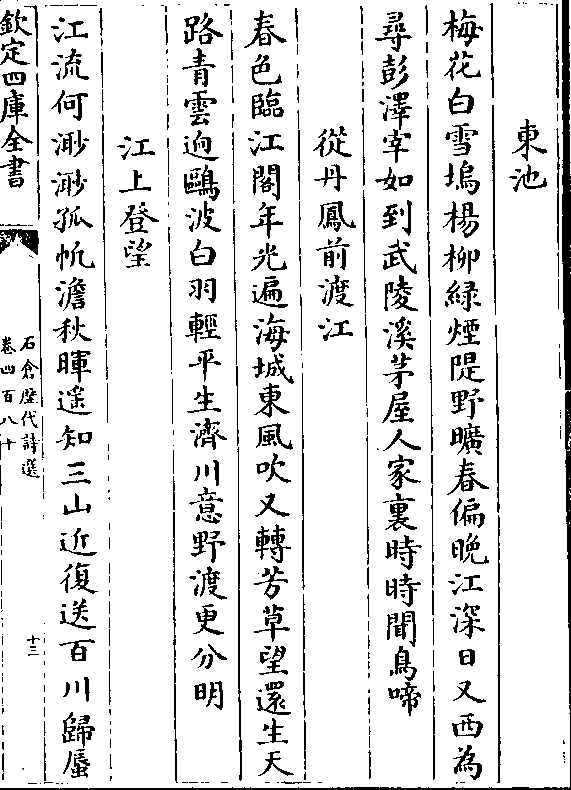 東池
梅花白雪塢楊柳綠煙隄野曠春偏晚江深日又西為
尋彭澤宰如到武陵溪茅屋人家裏時時聞鳥啼
從丹鳳前渡江
春色臨江閣年光遍海城東風吹又轉芳草望還生天
路青雲逈鷗波白羽輕平生濟川意野渡更分明
江上登望
江流何渺渺孤帆澹秋暉遙知三山近復送百川歸蜃
欽定四庫全書
石倉歷代詩選
卷四百八十
十三